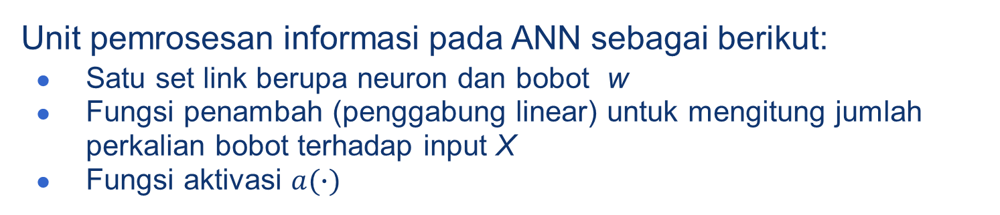 Unit pemrosesan informasi pada ANN sebagai berikut:
• Satu set link berupa neuron dan bobot w
• Fungsi penambah (penggabung linear) untuk mengitung jumlah
perkalian bobot terhadap input X
• Fungsi aktivasi a(·)